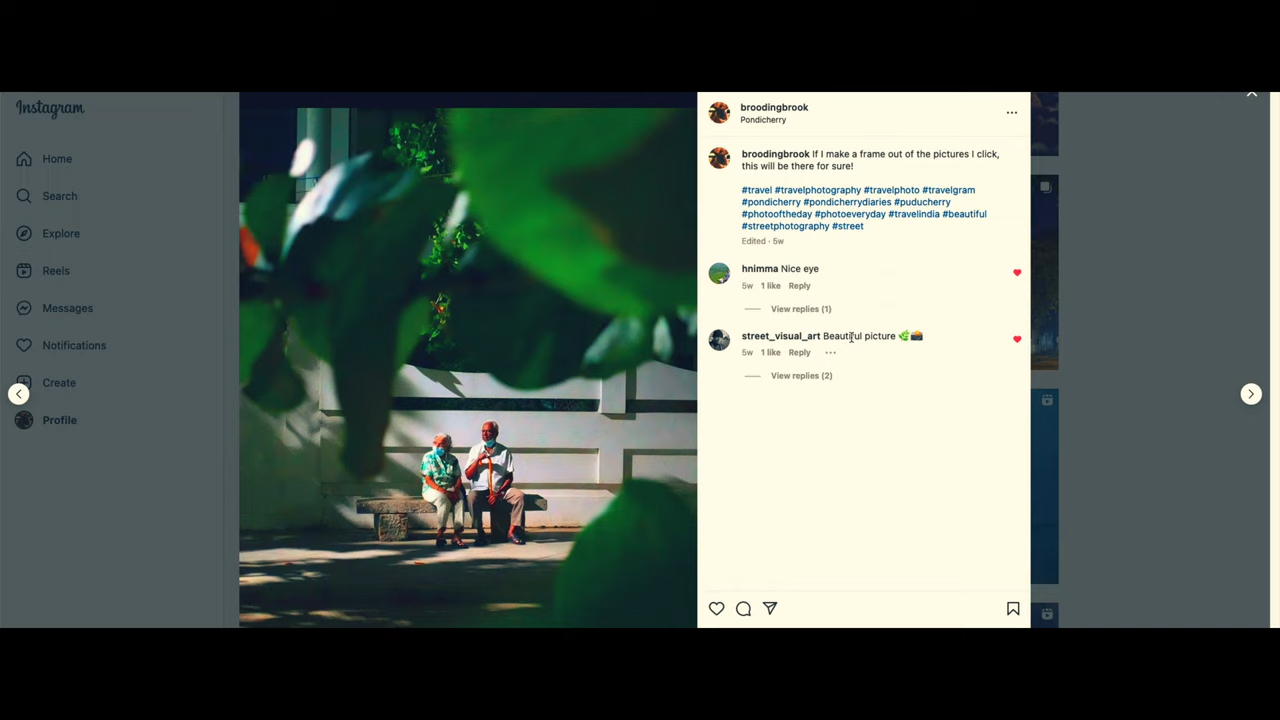 Instagram
Home
Search
Explore
Reels
Messages
Notifications
Create
Profile
broodingbrook
Pondicherry
broodingbrook If I make a frame out of the pictures I click,
this will be there for sure!
#travel #travelphotography #travelphoto #travelgram
#pondicherry #pondicherrydiaries #puducherry
#photooftheday #photoeveryday #travelindia #beautiful
#streetphotography #street
Edited · 5w
hnimma Nice eye
5w 1 like Reply
View replies (1)
street_visual_art Beautiful picture 🌿📸
5w 1 like Reply
View replies (2)